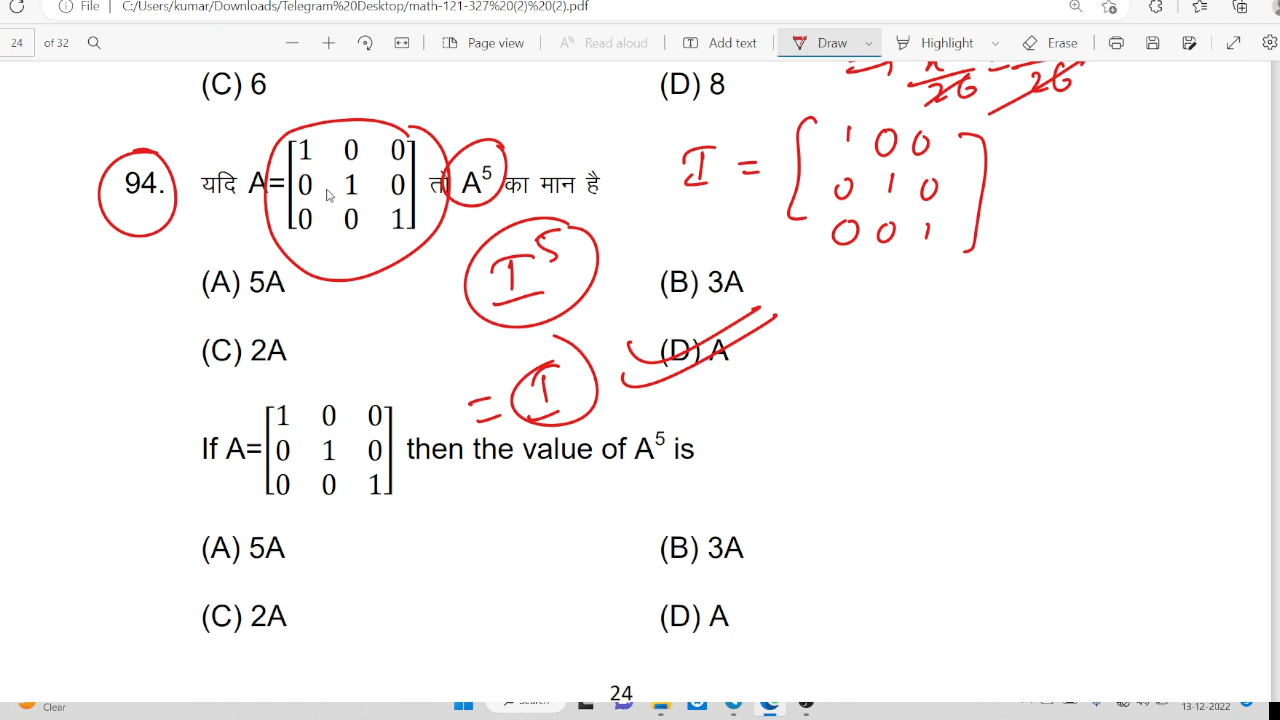 File C:/Users/kumar/Downloads/Telegram%20Desktop/math-121-327%20(2)%20(2).pdf
24 of 32 Page view Read aloud Add text Draw Highlight Erase
(C) 6 (D) 8
26 26
94. यदि A= [1 0 0 तो A⁵ का मान है
0 1 0
0 0 1]
I = [1 0 0
0 1 0
0 0 1]
I⁵
(A) 5A (B) 3A
(C) 2A (D) A
= I
If A= [1 0 0 then the value of A⁵ is
0 1 0
0 0 1]
(A) 5A (B) 3A
(C) 2A (D) A
24
Clear 13-12-2022